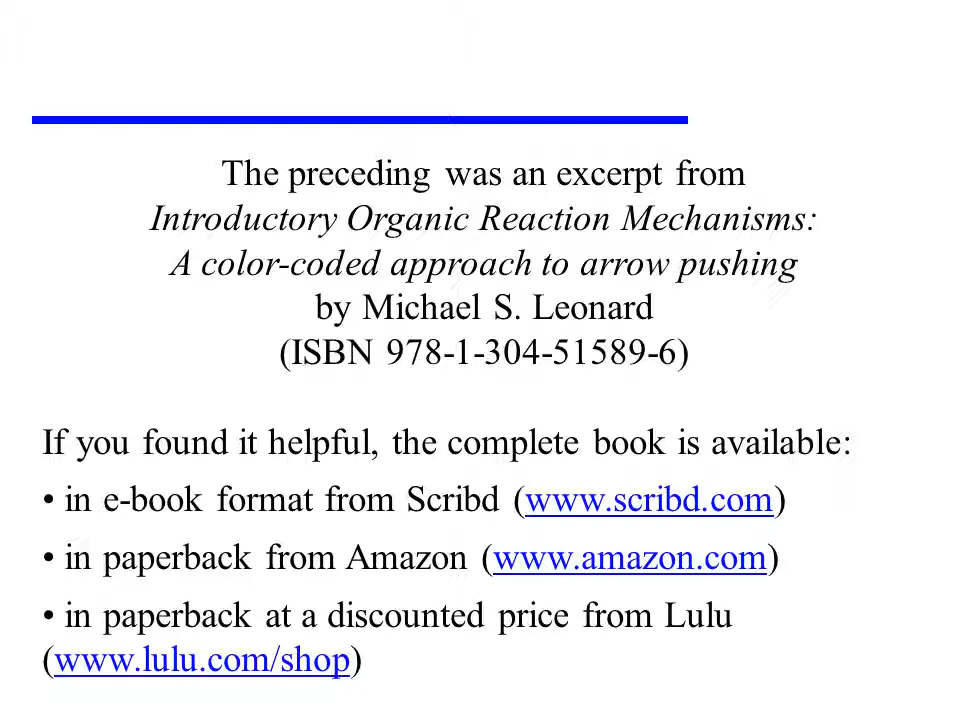 The preceding was an excerpt from
Introductory Organic Reaction Mechanisms:
A color-coded approach to arrow pushing
by Michael S. Leonard
(ISBN 978-1-304-51589-6)
If you found it helpful, the complete book is available:
• in e-book format from Scribd (www.scribd.com)
• in paperback from Amazon (www.amazon.com)
• in paperback at a discounted price from Lulu
(www.lulu.com/shop)